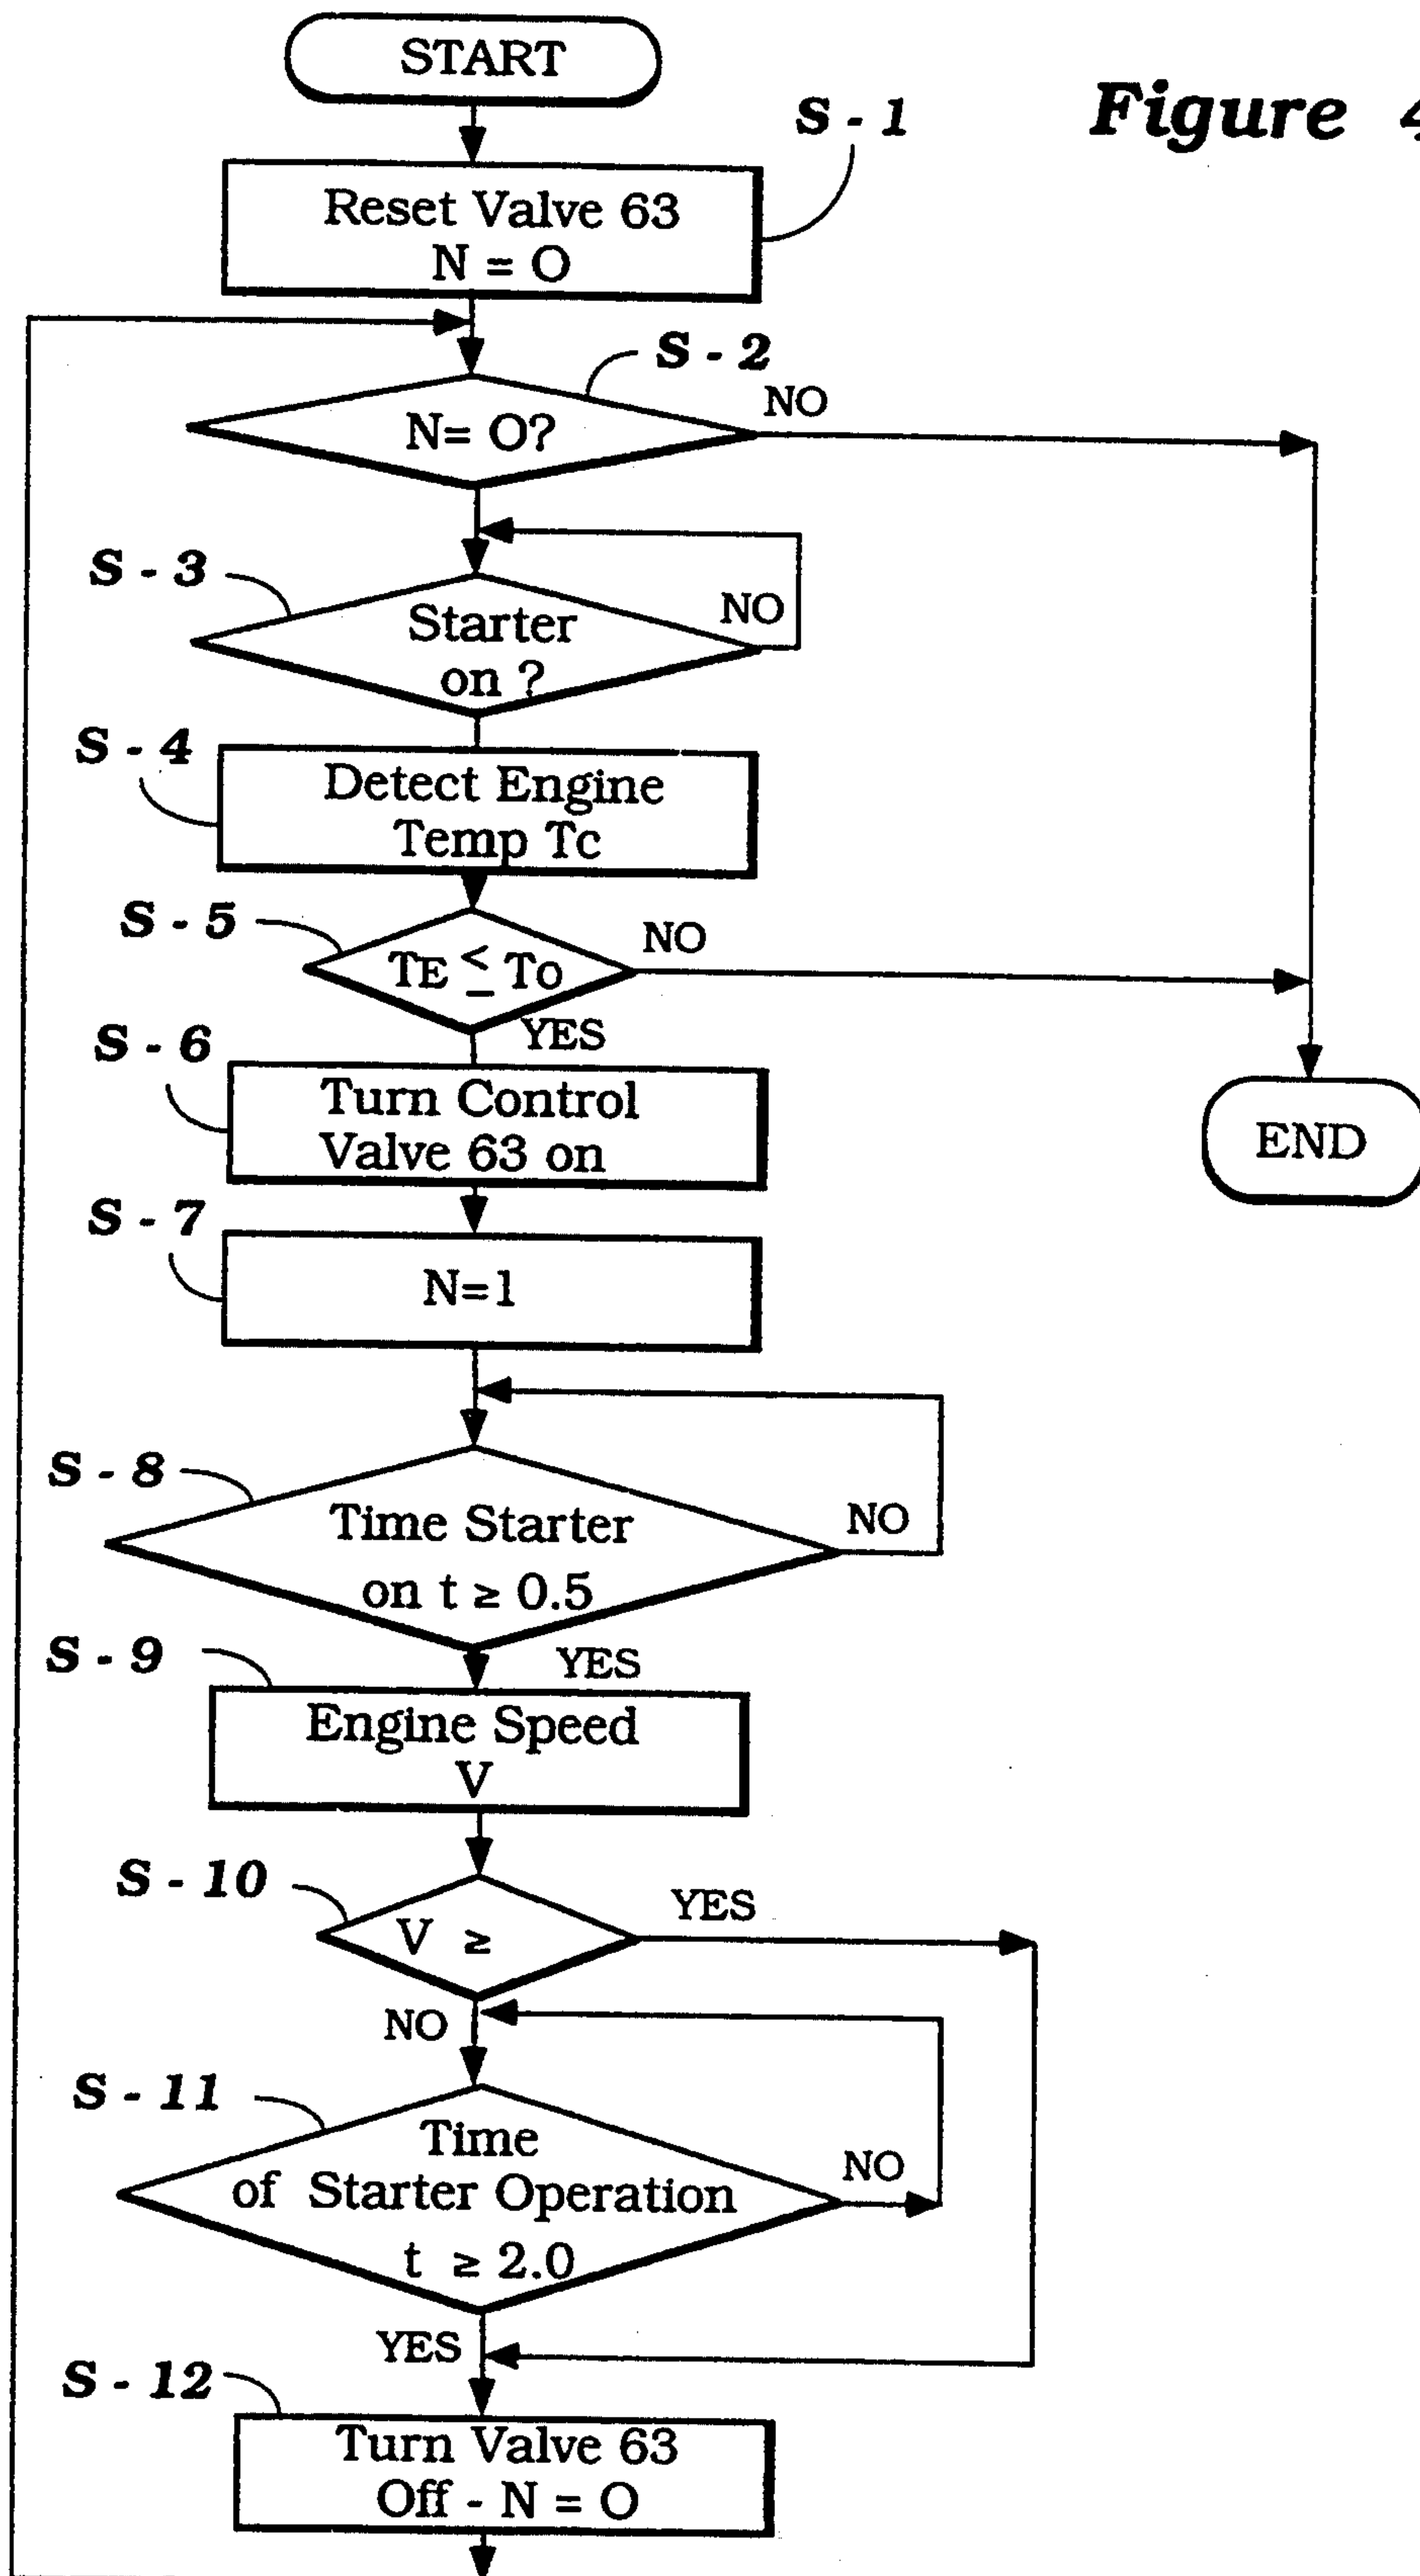 START
Figure 4
S - 1
Reset Valve 63
N = O
S - 2
N= O?
NO
S - 3
Starter
on ?
NO
S - 4
Detect Engine
Temp Tc
S - 5
TE ≤ To
NO
YES
S - 6
Turn Control
Valve 63 on
END
S - 7
N=1
S - 8
Time Starter
on t ≥ 0.5
NO
YES
S - 9
Engine Speed
V
S - 10
V ≥
YES
NO
S - 11
Time
of Starter Operation
t ≥ 2.0
NO
YES
S - 12
Turn Valve 63
Off - N = O